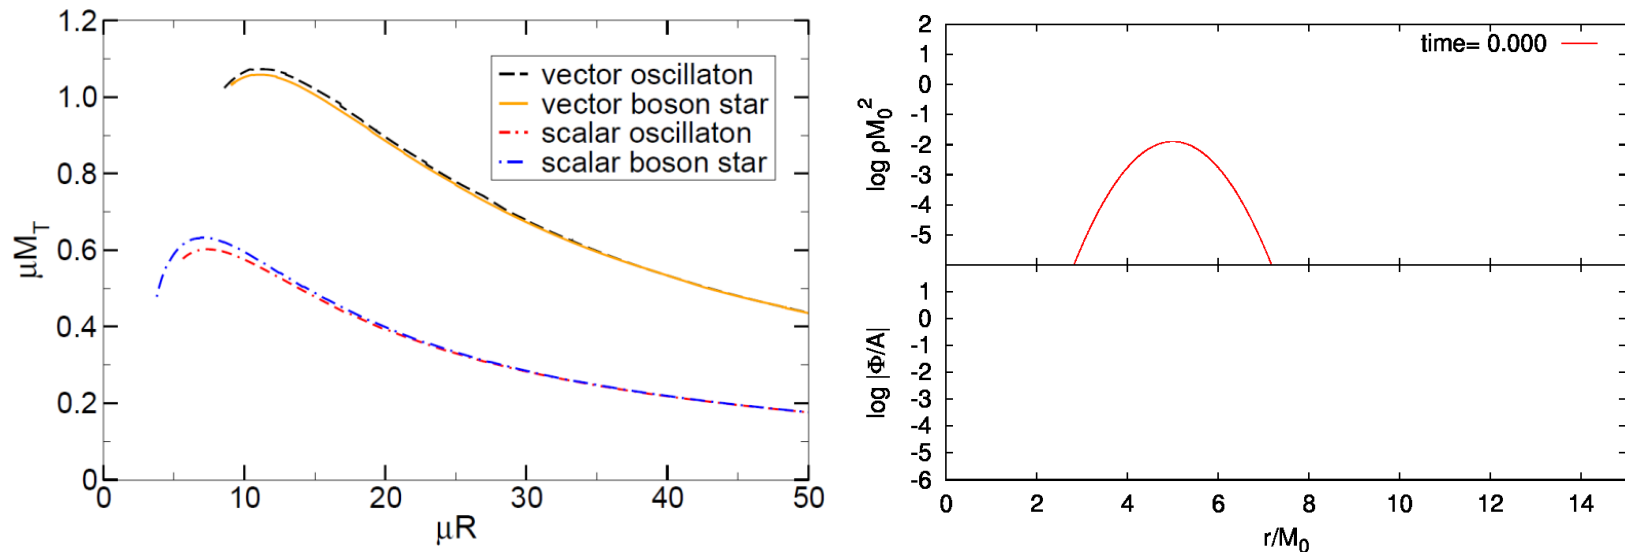 1.2
1.0
0.8
0.6
0.4
0.2
0
μM_T
0 10 20 30 40 50
μR
vector oscillaton
vector boson star
scalar oscillaton
scalar boson star
2
1
0
-1
-2
-3
-4
-5
log ρM₀²
time= 0.000
1
0
-1
-2
-3
-4
-5
-6
log |Φ/A|
0 2 4 6 8 10 12 14
r/M₀